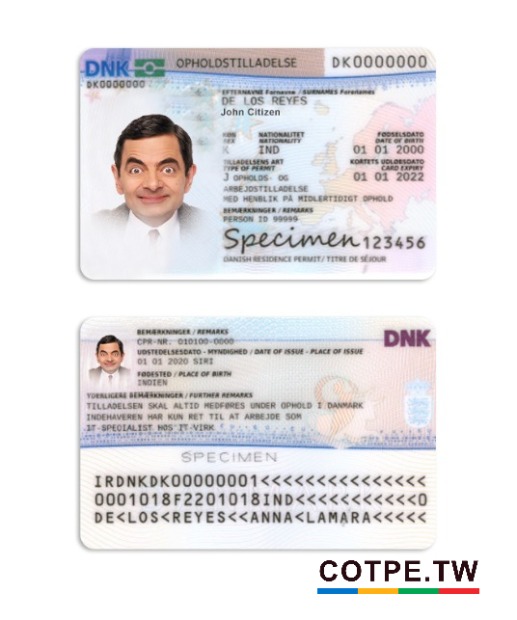 DNK
OPHOLDSTILLADELSE
DK0000000
DK0000000
EFTERNAVNE Fornavne / SURNAMES Forenames
DE LOS REYES
John Citizen
KØN NATIONALITET FØDSELSDATO
SEX NATIONALITY DATE OF BIRTH
X IND 01 01 2000
TILLADELSENS ART KORTETS UDLØBSDATO
TYPE OF PERMIT CARD EXPIRY
J OPHOLDS- OG 01 01 2022
ARBEJDSTILLADELSE
MED HENBLIK PÅ MIDLERTIDIGT OPHOLD
BEMÆRKNINGER / REMARKS
PERSON ID 99999
Specimen 123456
DANISH RESIDENCE PERMIT / TITRE DE SÉJOUR
BEMÆRKNINGER / REMARKS
CPR-NR. 010100-0000
DNK
UDSTEDELSESDATO - MYNDIGHED / DATE OF ISSUE - PLACE OF ISSUE
01 01 2020 SIRI
FØDESTED / PLACE OF BIRTH
INDIEN
YDERLIGERE BEMÆRKNINGER / FURTHER REMARKS
TILLADELSEN SKAL ALTID MEDFØRES UNDER OPHOLD I DANMARK
INDEHAVEREN HAR KUN RET TIL AT ARBEJDE SOM
IT-SPECIALIST HOS IT-VIRK
SPECIMEN
IRDNKDK00000001<<<<<<<<<<<<<<<
0001018F2201018IND<<<<<<<<<<<0
DE<LOS<REYES<<ANNA<LAMARA<<<<<
COTPE.TW